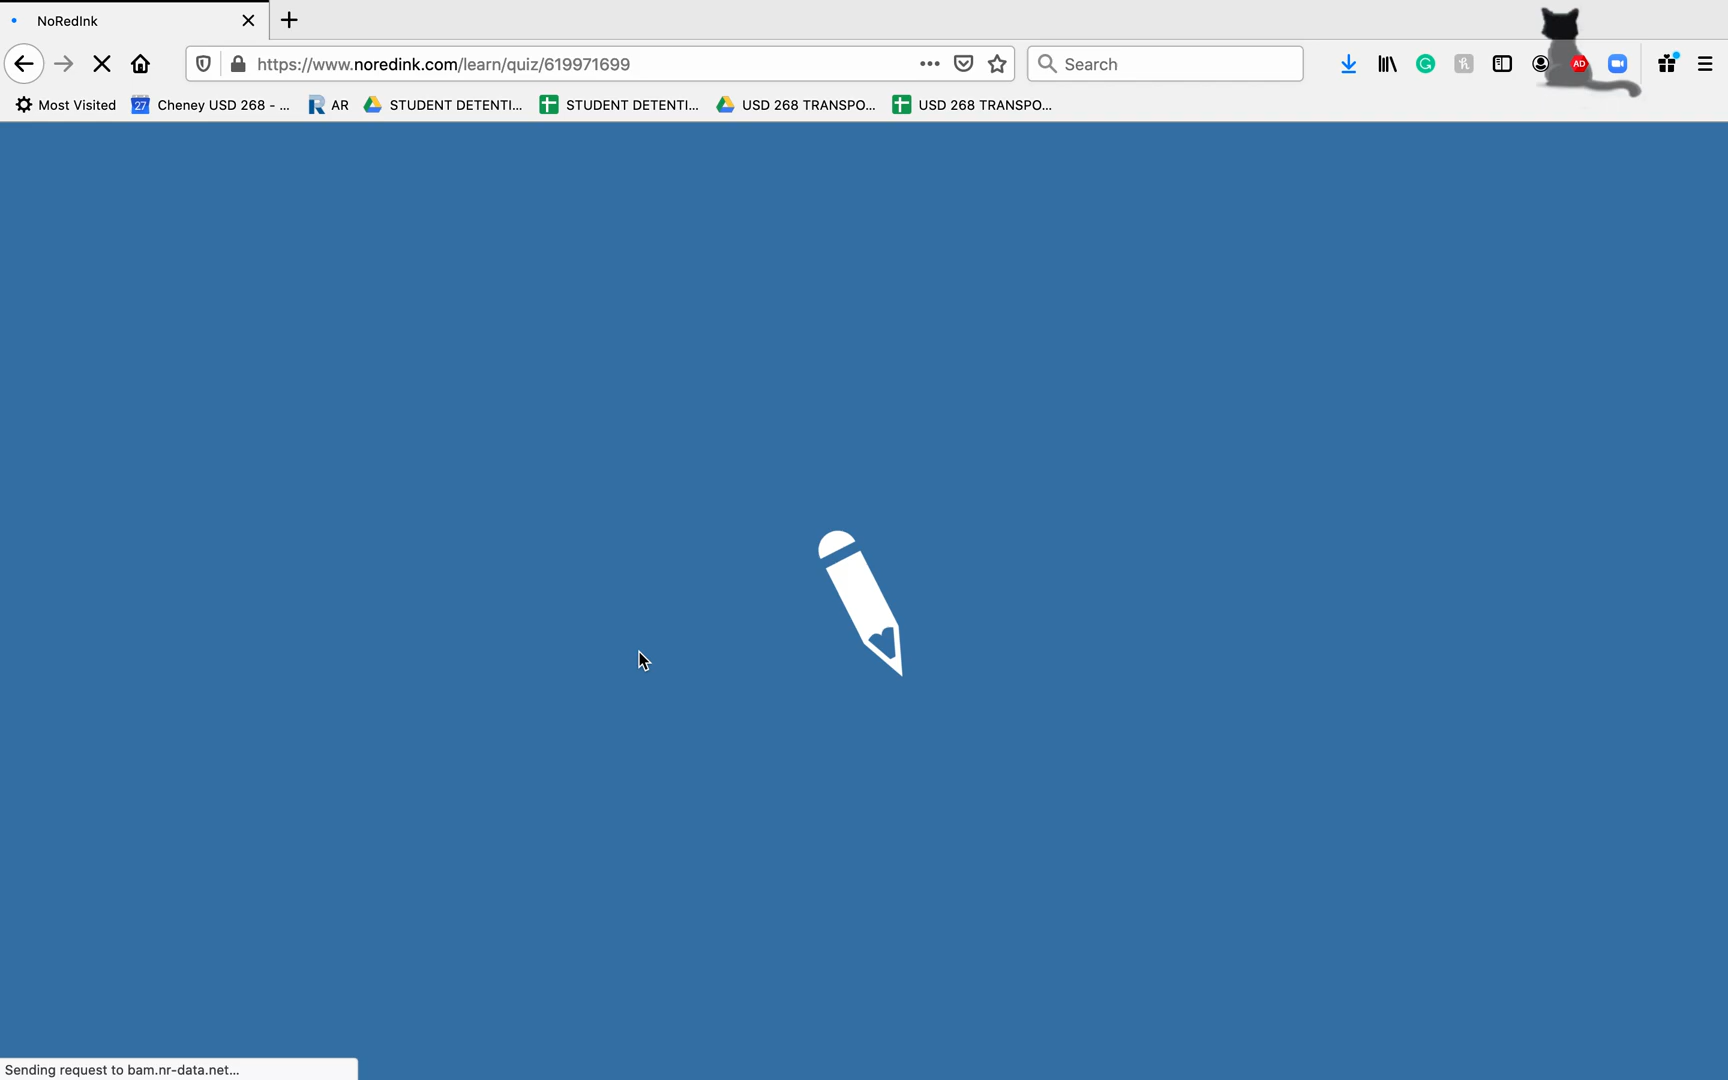 NoRedInk
https://www.noredink.com/learn/quiz/619971699
Search
AD
Most Visited
27
Cheney USD 268 - ...
R
AR
STUDENT DETENTI...
STUDENT DETENTI...
USD 268 TRANSPO...
USD 268 TRANSPO...
Sending request to bam.nr-data.net...